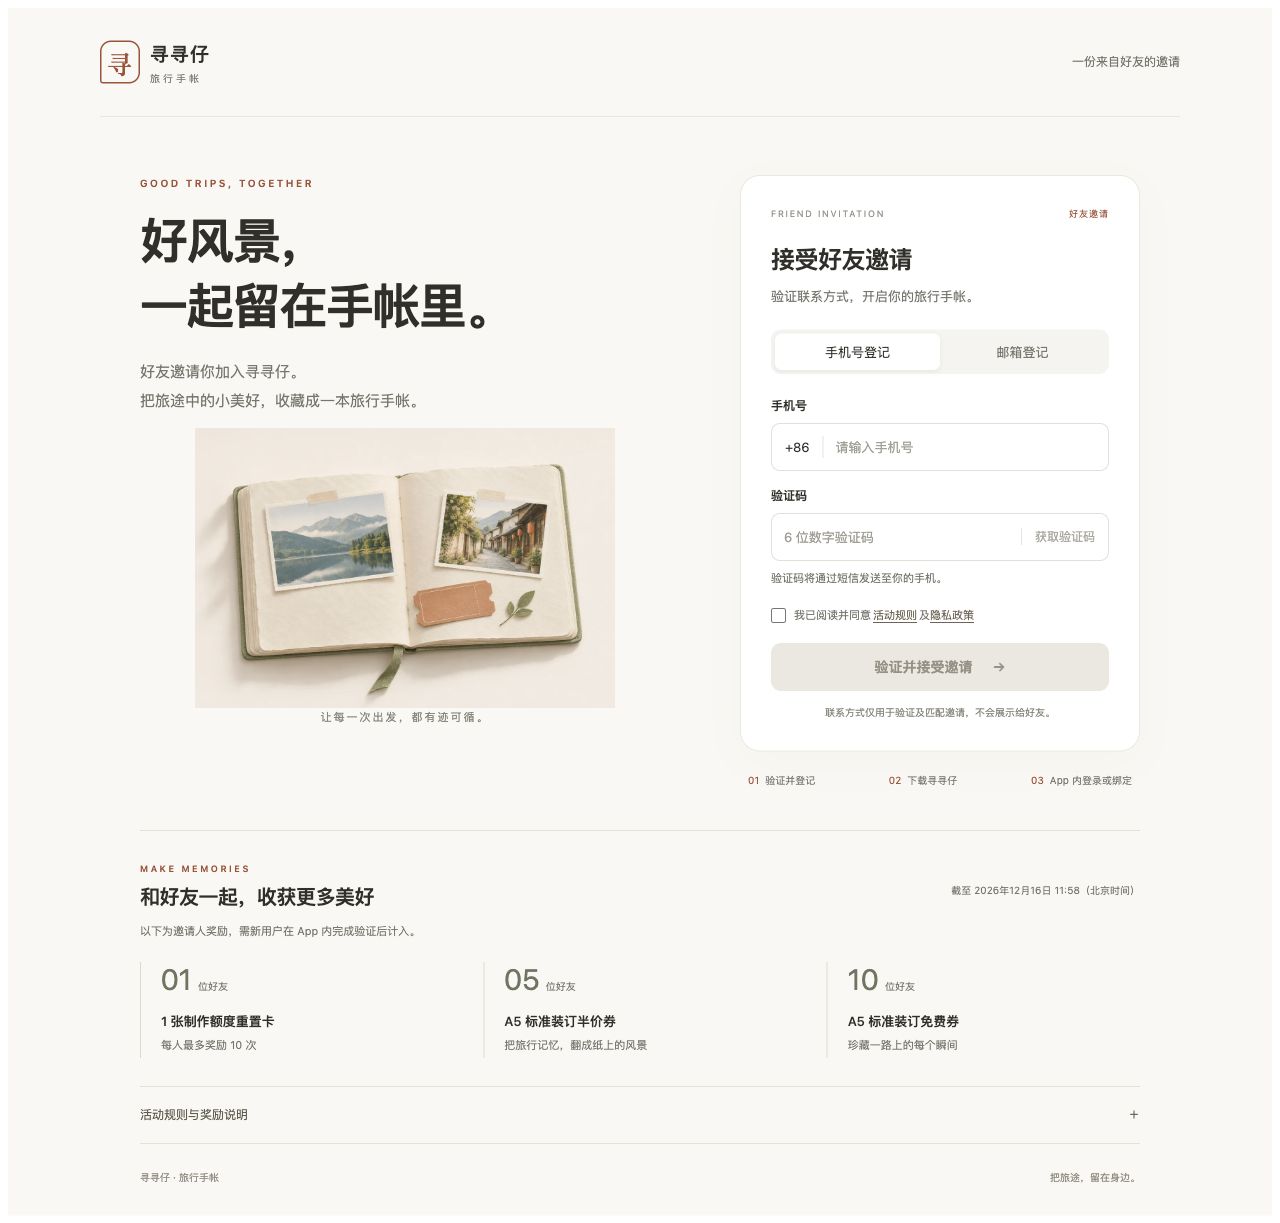 寻
寻寻仔
旅行手帐
一份来自好友的邀请
GOOD TRIPS, TOGETHER
好风景，
一起留在手帐里。
好友邀请你加入寻寻仔。
把旅途中的小美好，收藏成一本旅行手帐。
让每一次出发，都有迹可循。
FRIEND INVITATION
好友邀请
接受好友邀请
验证联系方式，开启你的旅行手帐。
手机号登记
邮箱登记
手机号
+86 请输入手机号
验证码
6 位数字验证码 获取验证码
验证码将通过短信发送至你的手机。
我已阅读并同意 活动规则 及隐私政策
验证并接受邀请 →
联系方式仅用于验证及匹配邀请，不会展示给好友。
01 验证并登记
02 下载寻寻仔
03 App 内登录或绑定
MAKE MEMORIES
和好友一起，收获更多美好
截至 2026年12月16日 11:58（北京时间）
以下为邀请人奖励，需新用户在 App 内完成验证后计入。
01 位好友
1 张制作额度重置卡
每人最多奖励 10 次
05 位好友
A5 标准装订半价券
把旅行记忆，翻成纸上的风景
10 位好友
A5 标准装订免费券
珍藏一路上的每个瞬间
活动规则与奖励说明 +
寻寻仔 · 旅行手帐
把旅途，留在身边。